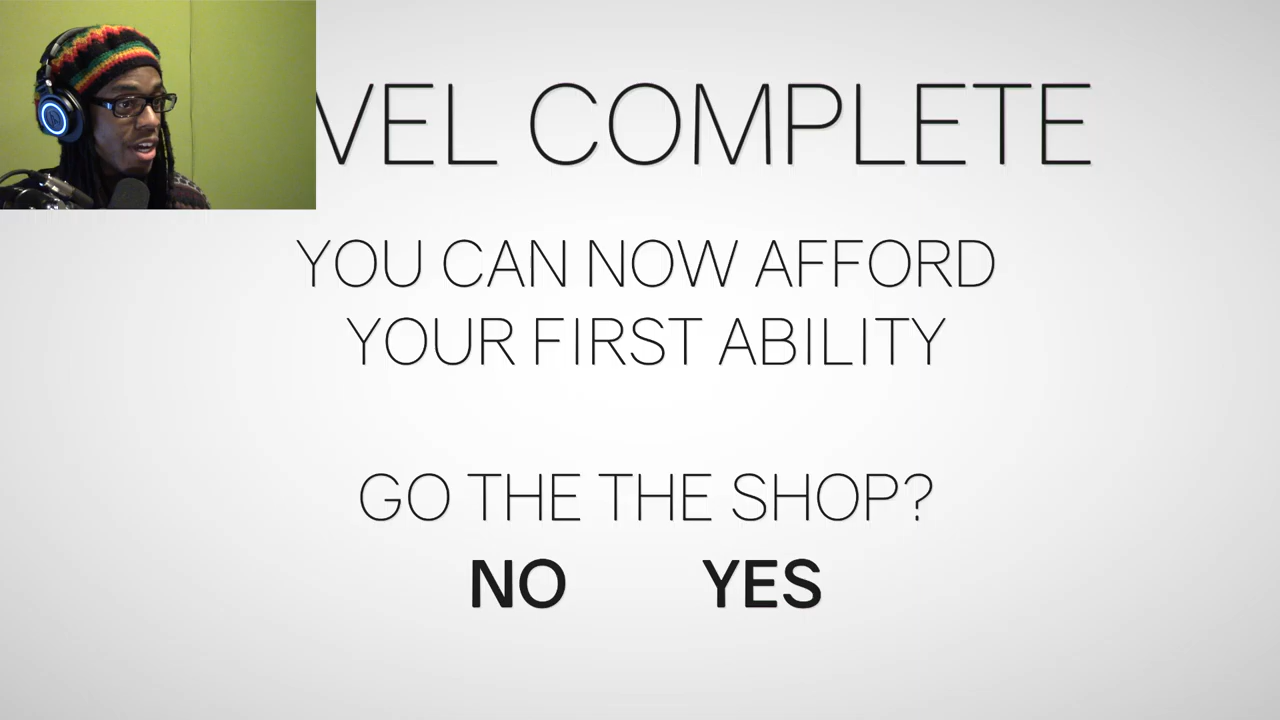 VEL COMPLETE
YOU CAN NOW AFFORD
YOUR FIRST ABILITY
GO THE THE SHOP?
NO YES